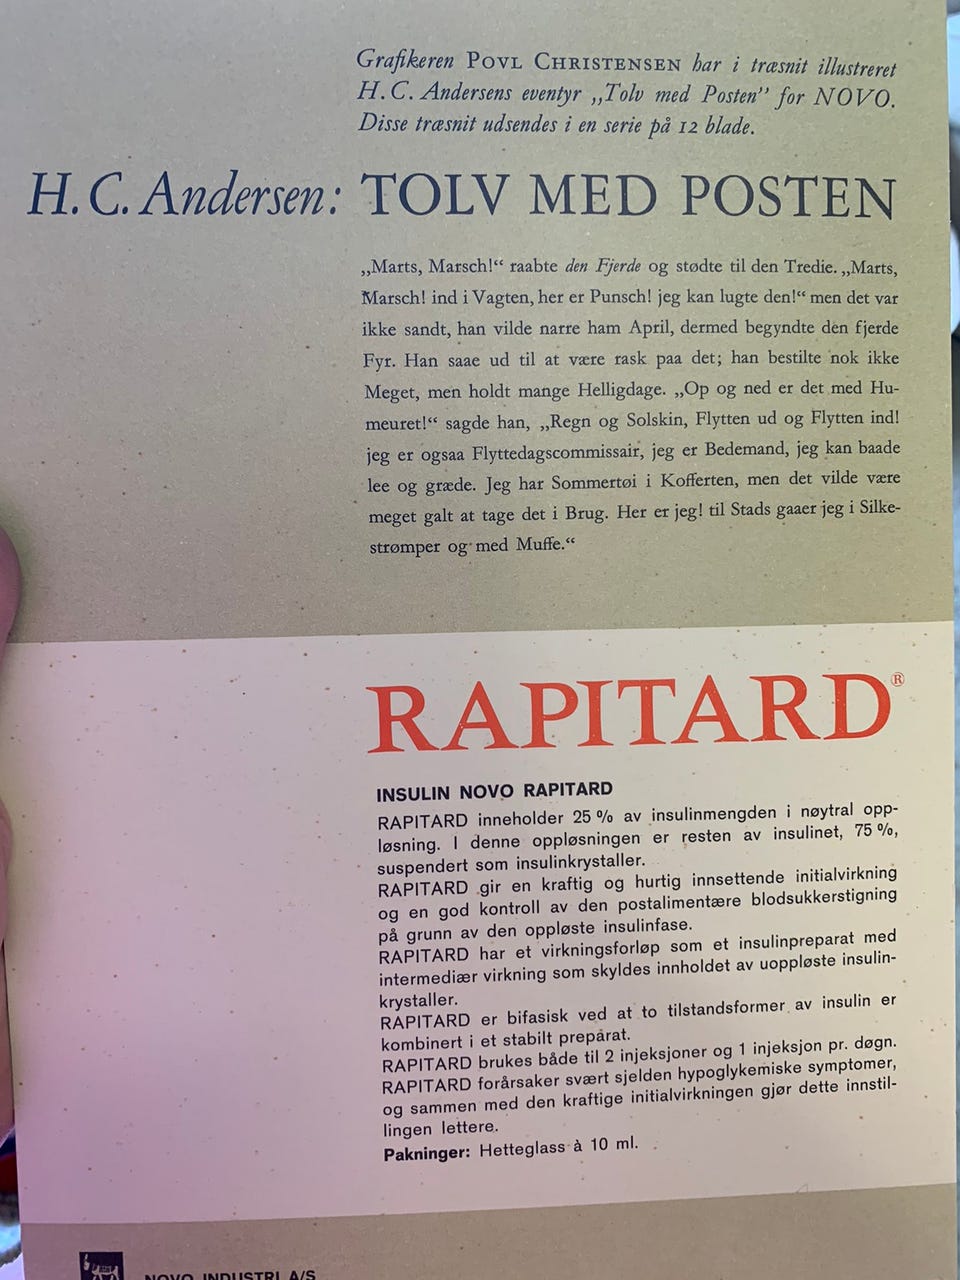 Grafikeren POVL CHRISTENSEN har i træsnit illustreret
H. C. Andersens eventyr „Tolv med Posten” for NOVO.
Disse træsnit udsendes i en serie på 12 blade.
H. C. Andersen: TOLV MED POSTEN
„Marts, Marsch!“ raabte den Fjerde og stødte til den Tredie. „Marts,
Marsch! ind i Vagten, her er Punsch! jeg kan lugte den!“ men det var
ikke sandt, han vilde narre ham April, dermed begyndte den fjerde
Fyr. Han saae ud til at være rask paa det; han bestilte nok ikke
Meget, men holdt mange Helligdage. „Op og ned er det med Hu-
meuret!“ sagde han, „Regn og Solskin, Flytten ud og Flytten ind!
jeg er ogsaa Flyttedagscommissair, jeg er Bedemand, jeg kan baade
lee og græde. Jeg har Sommertøi i Kofferten, men det vilde være
meget galt at tage det i Brug. Her er jeg! til Stads gaaer jeg i Silke-
strømper og med Muffe.“
RAPITARD®
INSULIN NOVO RAPITARD
RAPITARD inneholder 25 % av insulinmengden i nøytral opp-
løsning. I denne oppløsningen er resten av insulinet, 75 %,
suspendert som insulinkrystaller.
RAPITARD gir en kraftig og hurtig innsettende initialvirkning
og en god kontroll av den postalimentære blodsukkerstigning
på grunn av den oppløste insulinfase.
RAPITARD har et virkningsforløp som et insulinpreparat med
intermediær virkning som skyldes innholdet av uoppløste insulin-
krystaller.
RAPITARD er bifasisk ved at to tilstandsformer av insulin er
kombinert i et stabilt preparat.
RAPITARD brukes både til 2 injeksjoner og 1 injeksjon pr. døgn.
RAPITARD forårsaker svært sjelden hypoglykemiske symptomer,
og sammen med den kraftige initialvirkningen gjør dette innstil-
lingen lettere.
Pakninger: Hetteglass à 10 ml.
NOVO INDUSTRI A/S